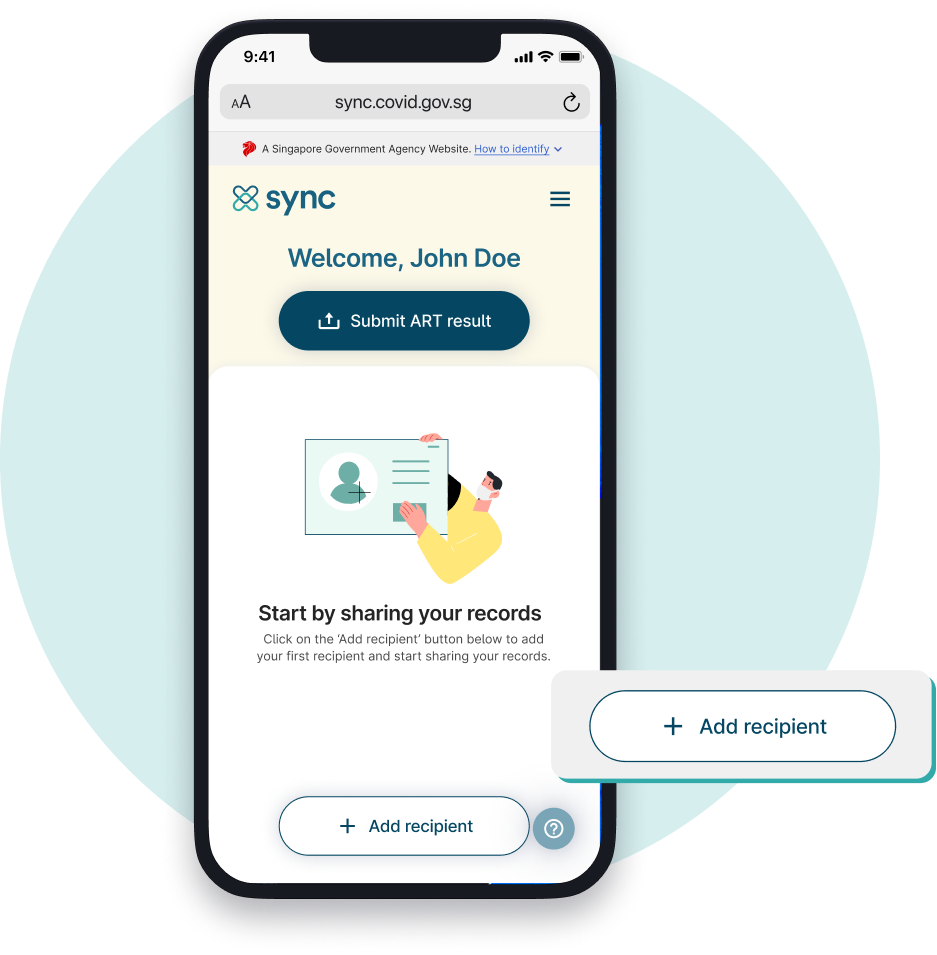 9:41
AA
sync.covid.gov.sg
A Singapore Government Agency Website. How to identify
sync
Welcome, John Doe
Submit ART result
Start by sharing your records
Click on the ‘Add recipient’ button below to add
your first recipient and start sharing your records.
+ Add recipient
+ Add recipient
?